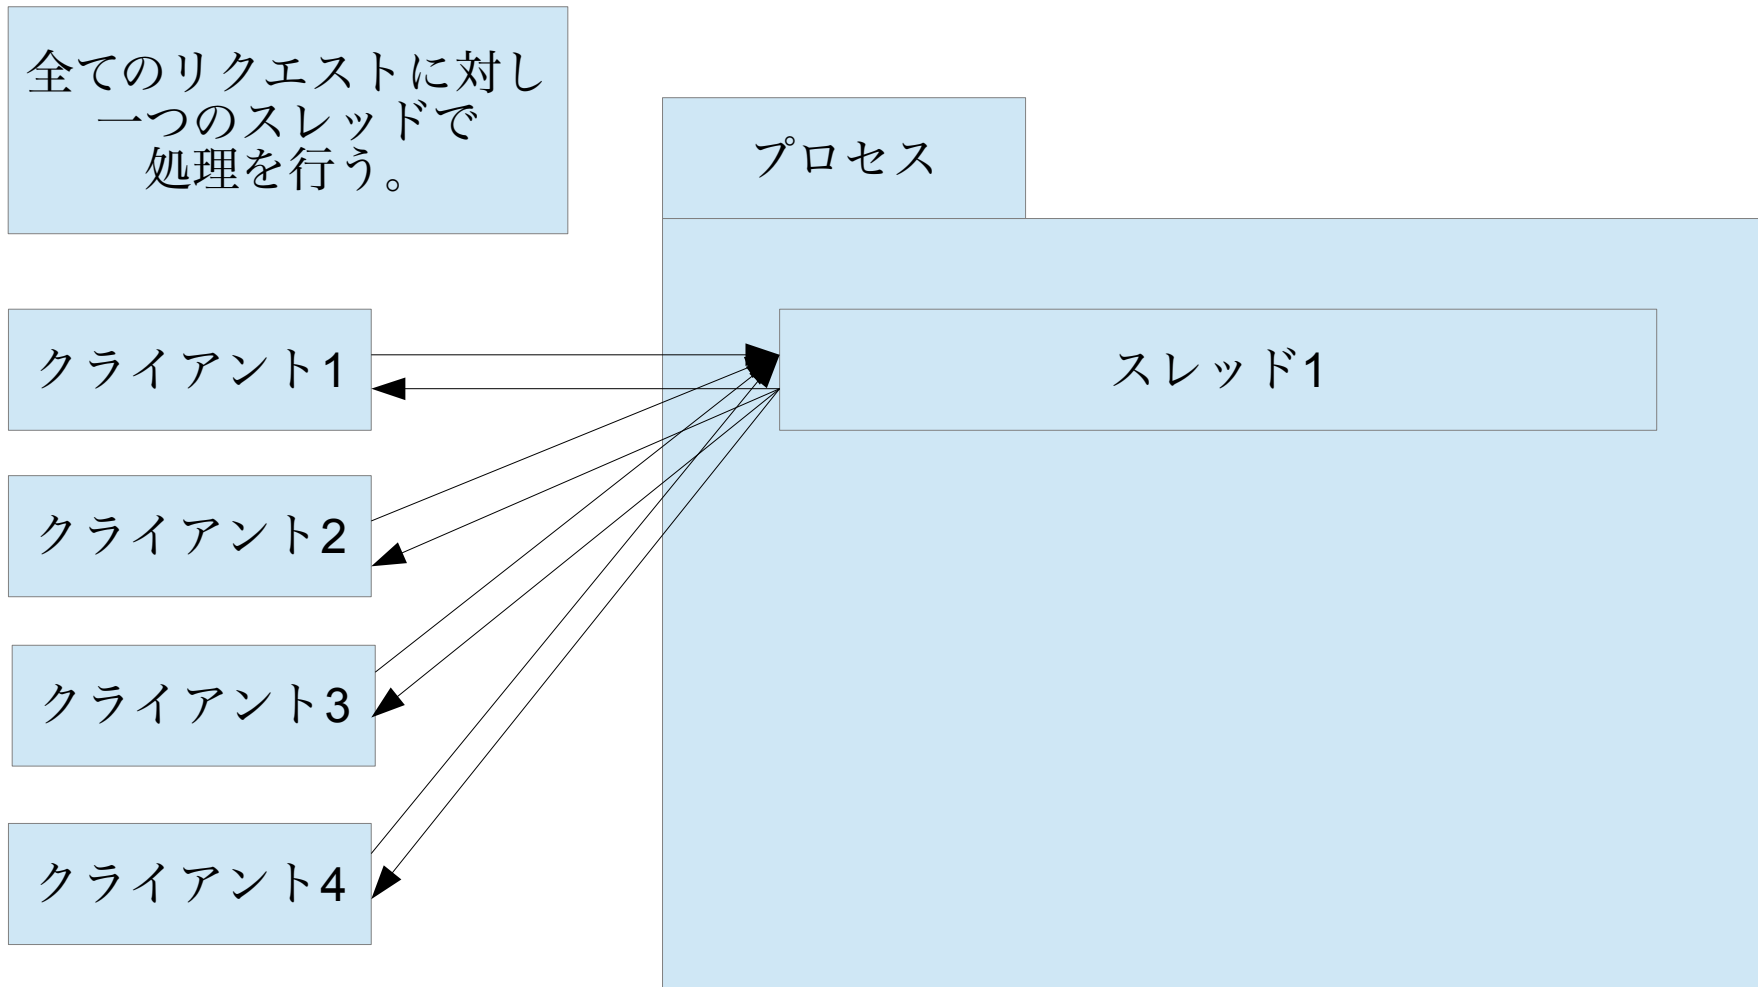 全てのリクエストに対し
一つのスレッドで
処理を行う。
プロセス
クライアント1
スレッド1
クライアント2
クライアント3
クライアント4